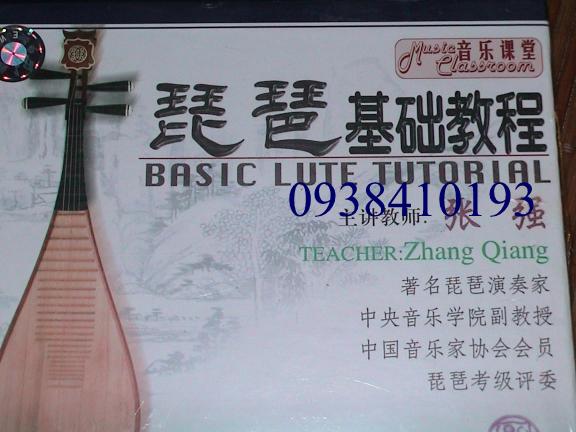 Music 音乐课堂
Classroom
琵琶基础教程
BASIC LUTE TUTORIAL
0938410193
主讲教师:张 强
TEACHER:Zhang Qiang
著名琵琶演奏家
中央音乐学院副教授
中国音乐家协会会员
琵琶考级评委